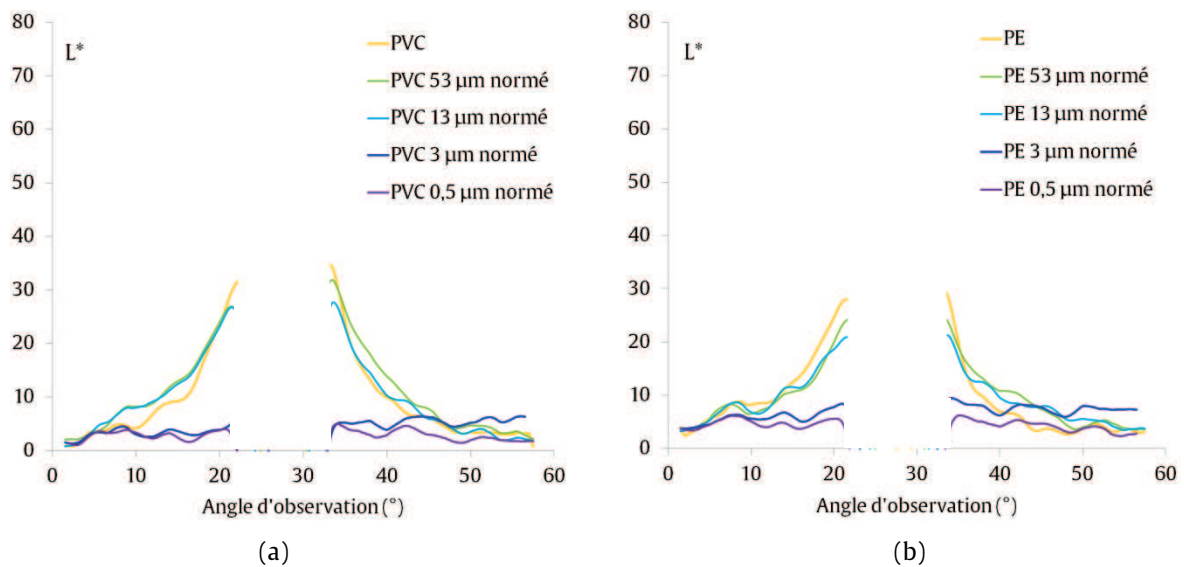 80
70
60
50
40
30
20
10
0
L*
PVC
PVC 53 µm normé
PVC 13 µm normé
PVC 3 µm normé
PVC 0,5 µm normé
0 10 20 30 40 50 60
Angle d'observation (°)
(a)
80
70
60
50
40
30
20
10
0
L*
PE
PE 53 µm normé
PE 13 µm normé
PE 3 µm normé
PE 0,5 µm normé
0 10 20 30 40 50 60
Angle d'observation (°)
(b)